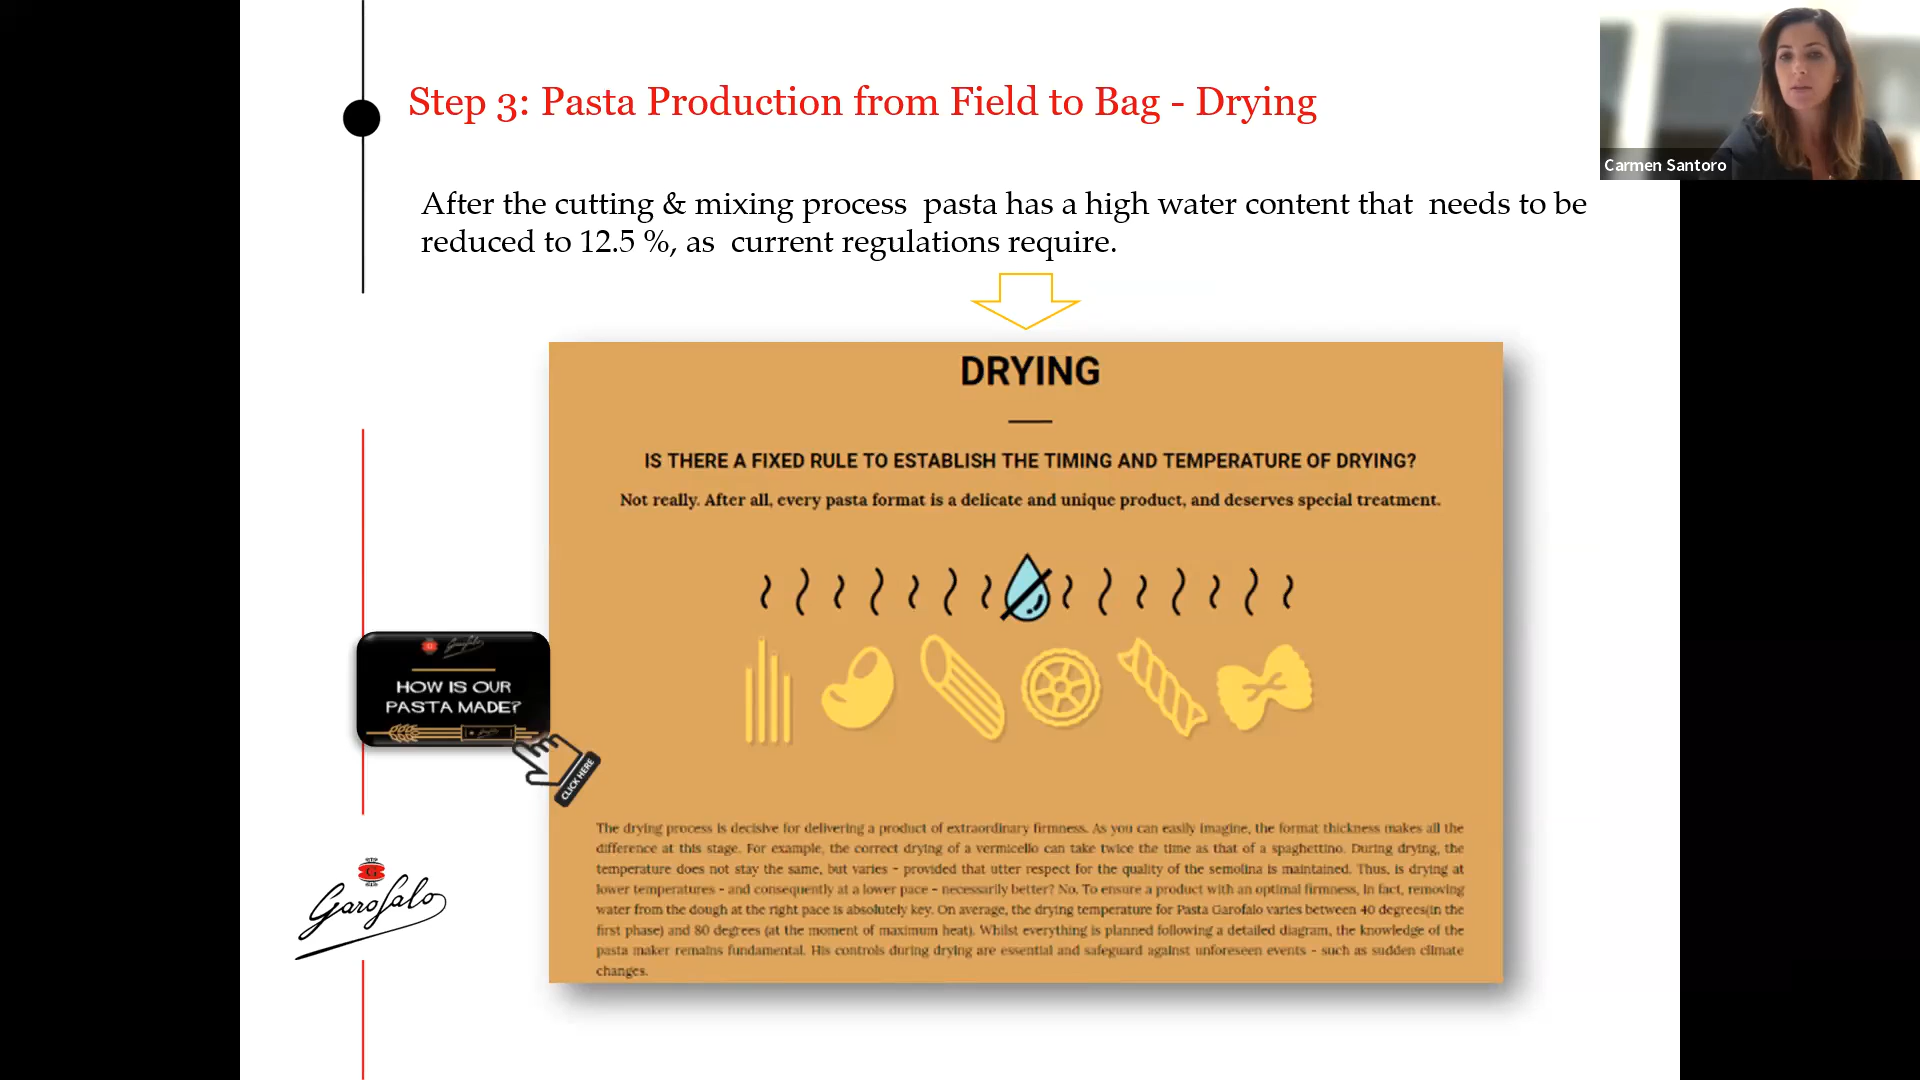 Step 3: Pasta Production from Field to Bag - Drying
Carmen Santoro
After the cutting & mixing process pasta has a high water content that needs to be
reduced to 12.5 %, as current regulations require.
DRYING
IS THERE A FIXED RULE TO ESTABLISH THE TIMING AND TEMPERATURE OF DRYING?
Not really. After all, every pasta format is a delicate and unique product, and deserves special treatment.
G Garofalo
HOW IS OUR
PASTA MADE?
CLICK HERE
The drying process is decisive for delivering a product of extraordinary firmness. As you can easily imagine, the format thickness makes all the
difference at this stage. For example, the correct drying of a vermicello can take twice the time as that of a spaghettino. During drying, the
temperature does not stay the same, but varies - provided that utter respect for the quality of the semolina is maintained. Thus, is drying at
lower temperatures - and consequently at a lower pace - necessarily better? No. To ensure a product with an optimal firmness, in fact, removing
water from the dough at the right pace is absolutely key. On average, the drying temperature for Pasta Garofalo varies between 40 degrees(in the
first phase) and 80 degrees (at the moment of maximum heat). Whilst everything is planned following a detailed diagram, the knowledge of the
pasta maker remains fundamental. His controls during drying are essential and safeguard against unforeseen events - such as sudden climate
changes.
G
Garofalo